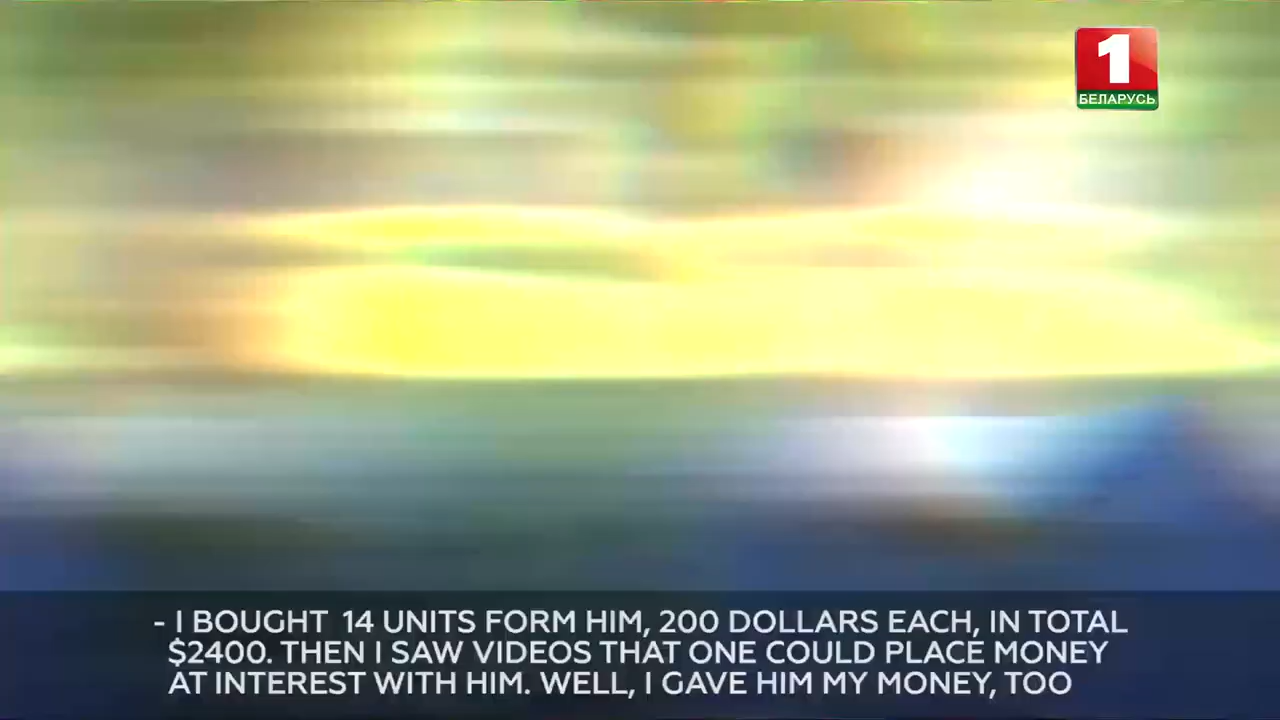 1
БЕЛАРУСЬ
- I BOUGHT 14 UNITS FORM HIM, 200 DOLLARS EACH, IN TOTAL
$2400. THEN I SAW VIDEOS THAT ONE COULD PLACE MONEY
AT INTEREST WITH HIM. WELL, I GAVE HIM MY MONEY, TOO